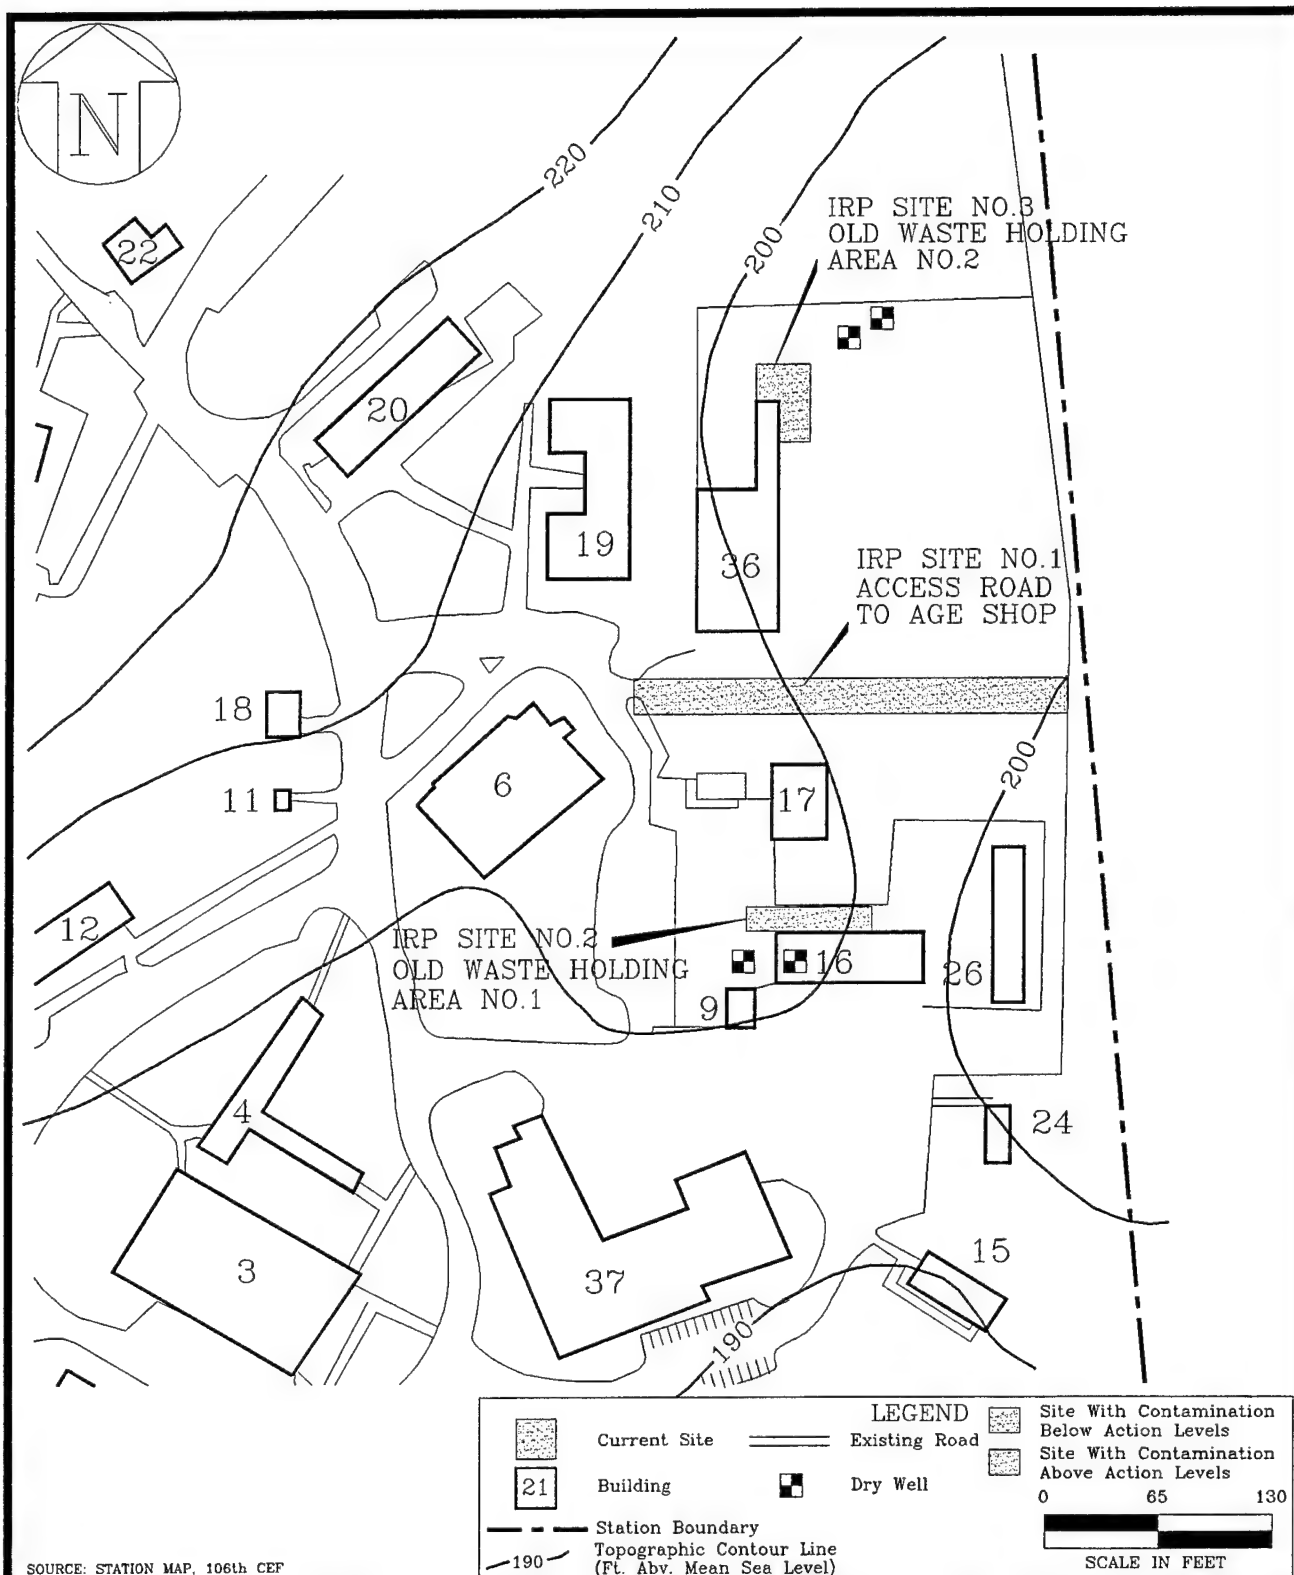 N
220
210
200
IRP SITE NO.3
OLD WASTE HOLDING
AREA NO.2
22
20
19
36
IRP SITE NO.1
ACCESS ROAD
TO AGE SHOP
18
11
6
17
200
12
IRP SITE NO.2
OLD WASTE HOLDING
AREA NO.1
16
26
9
4
24
3
37
15
190
LEGEND
Current Site
Existing Road
Site With Contamination
Below Action Levels
Site With Contamination
Above Action Levels
21
Building
Dry Well
0 65 130
SCALE IN FEET
Station Boundary
190
Topographic Contour Line
(Ft. Abv. Mean Sea Level)
SOURCE: STATION MAP, 106th CEF